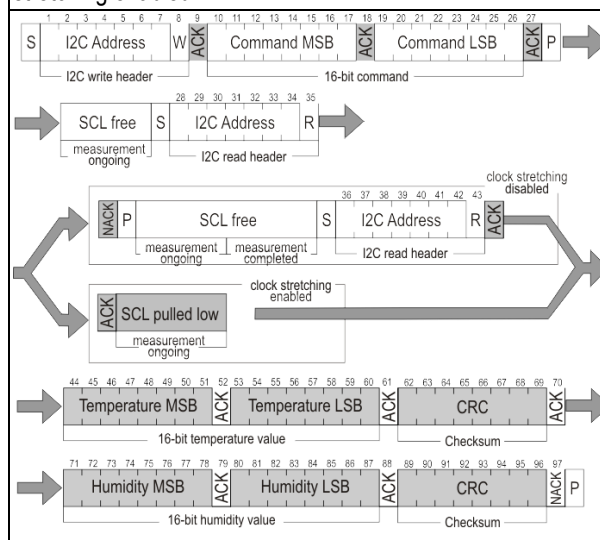 1 2 3 4 5 6 7 8 9 10 11 12 13 14 15 16 17 18 19 20 21 22 23 24 25 26 27
S I2C Address W ACK Command MSB ACK Command LSB ACK P
I2C write header 16-bit command
28 29 30 31 32 33 34 35
SCL free S I2C Address R
measurement
ongoing
I2C read header
clock stretching
disabled
36 37 38 39 40 41 42 43
NACK P SCL free S I2C Address R ACK
measurement
ongoing
measurement
completed
I2C read header
clock stretching
enabled
ACK SCL pulled low
measurement
ongoing
44 45 46 47 48 49 50 51 52 53 54 55 56 57 58 59 60 61 62 63 64 65 66 67 68 69 70
Temperature MSB ACK Temperature LSB ACK CRC ACK
16-bit temperature value Checksum
71 72 73 74 75 76 77 78 79 80 81 82 83 84 85 86 87 88 89 90 91 92 93 94 95 96 97
Humidity MSB ACK Humidity LSB ACK CRC NACK P
16-bit humidity value Checksum